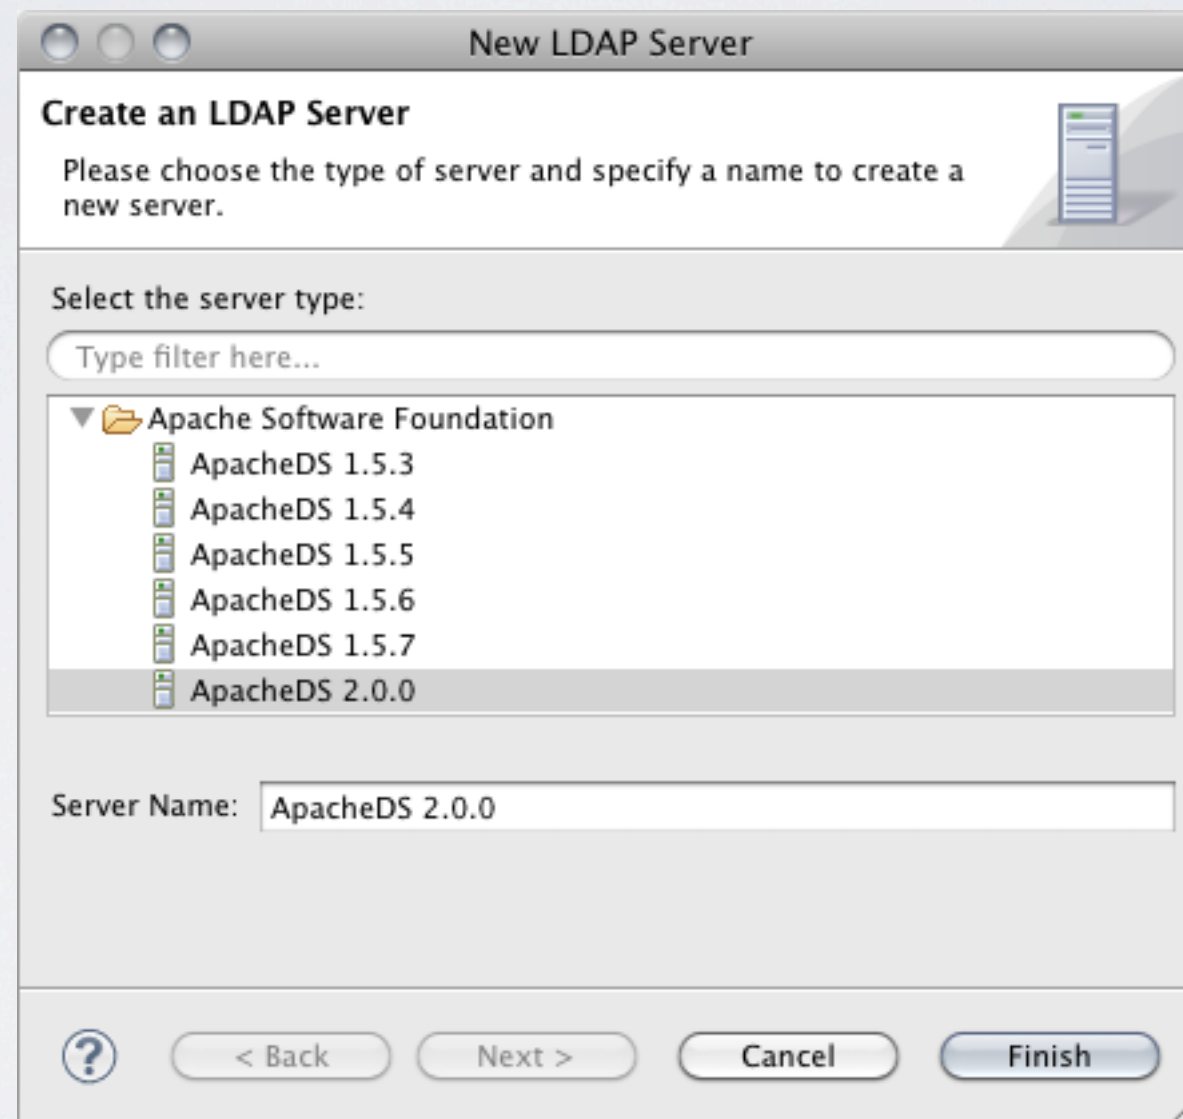 New LDAP Server
Create an LDAP Server
Please choose the type of server and specify a name to create a
new server.
Select the server type:
Type filter here...
Apache Software Foundation
ApacheDS 1.5.3
ApacheDS 1.5.4
ApacheDS 1.5.5
ApacheDS 1.5.6
ApacheDS 1.5.7
ApacheDS 2.0.0
Server Name: ApacheDS 2.0.0
? < Back Next > Cancel Finish